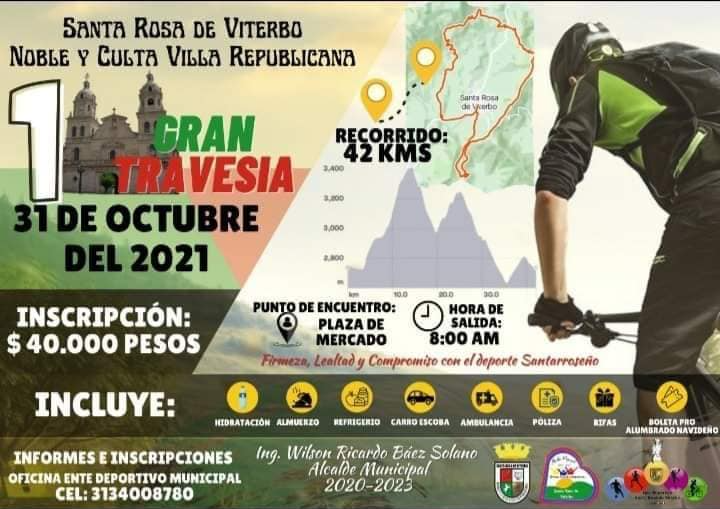 SANTA ROSA DE VITERBO
NOBLE Y CULTA VILLA REPUBLICANA
1
GRAN
TRAVESIA
31 DE OCTUBRE
DEL 2021
RECORRIDO:
42 KMS
Santa Rosa
de Viterbo
3,400
3,200
3,000
2,800
m
km
10.0
20.0
30.0
INSCRIPCIÓN:
$ 40.000 PESOS
PUNTO DE ENCUENTRO:
PLAZA DE
MERCADO
HORA DE
SALIDA:
8:00 AM
Firmeza, Lealtad y Compromiso con el deporte Santarroseño
INCLUYE:
HIDRATACIÓN
ALMUERZO
REFRIGERIO
CARRO ESCOBA
AMBULANCIA
PÓLIZA
RIFAS
BOLETA PRO
ALUMBRADO NAVIDEÑO
INFORMES E INSCRIPCIONES
OFICINA ENTE DEPORTIVO MUNICIPAL
CEL: 3134008780
Ing. Wilson Ricardo Báez Solano
Alcalde Municipal
2020-2023